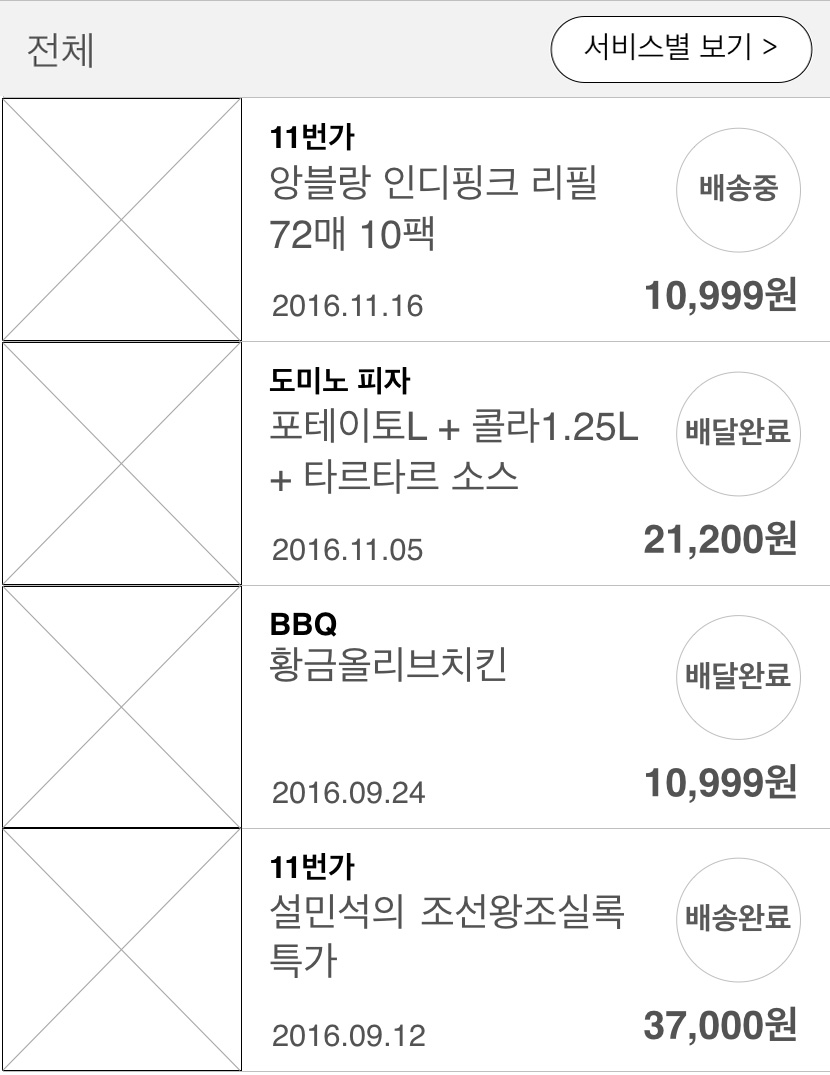 전체
서비스별 보기 >
11번가
앙블랑 인디핑크 리필
72매 10팩
배송중
2016.11.16
10,999원
도미노 피자
포테이토L + 콜라1.25L
+ 타르타르 소스
배달완료
2016.11.05
21,200원
BBQ
황금올리브치킨
배달완료
2016.09.24
10,999원
11번가
설민석의 조선왕조실록
특가
배송완료
2016.09.12
37,000원